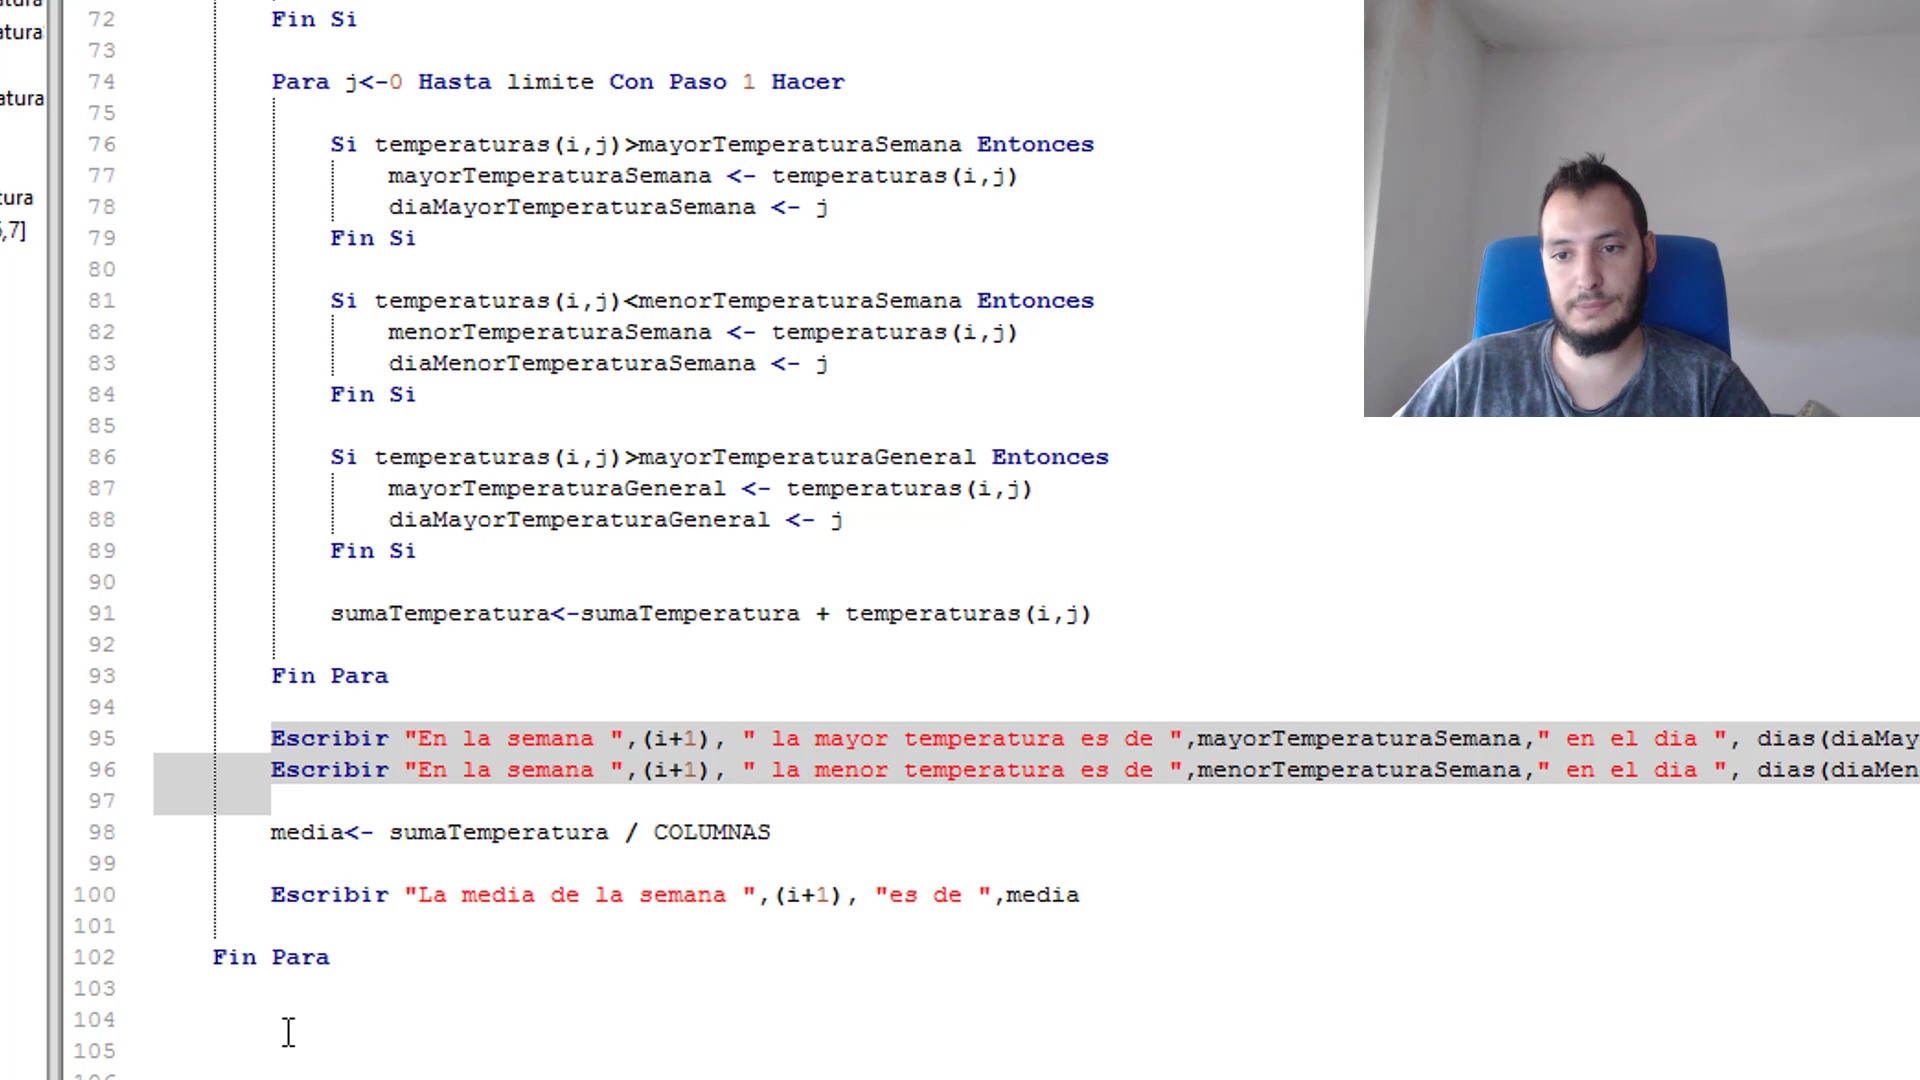 atura
72 Fin Si
73
74 Para j<-0 Hasta limite Con Paso 1 Hacer
atura
75
76 Si temperaturas(i,j)>mayorTemperaturaSemana Entonces
77 mayorTemperaturaSemana <- temperaturas(i,j)
tura
78 diaMayorTemperaturaSemana <- j
,7]
79 Fin Si
80
81 Si temperaturas(i,j)<menorTemperaturaSemana Entonces
82 menorTemperaturaSemana <- temperaturas(i,j)
83 diaMenorTemperaturaSemana <- j
84 Fin Si
85
86 Si temperaturas(i,j)>mayorTemperaturaGeneral Entonces
87 mayorTemperaturaGeneral <- temperaturas(i,j)
88 diaMayorTemperaturaGeneral <- j
89 Fin Si
90
91 sumaTemperatura<-sumaTemperatura + temperaturas(i,j)
92
93 Fin Para
94
95 Escribir "En la semana ",(i+1), " la mayor temperatura es de ",mayorTemperaturaSemana," en el dia ", dias(diaMay
96 Escribir "En la semana ",(i+1), " la menor temperatura es de ",menorTemperaturaSemana," en el dia ", dias(diaMen
97
98 media<- sumaTemperatura / COLUMNAS
99
100 Escribir "La media de la semana ",(i+1), "es de ",media
101
102 Fin Para
103
104
105